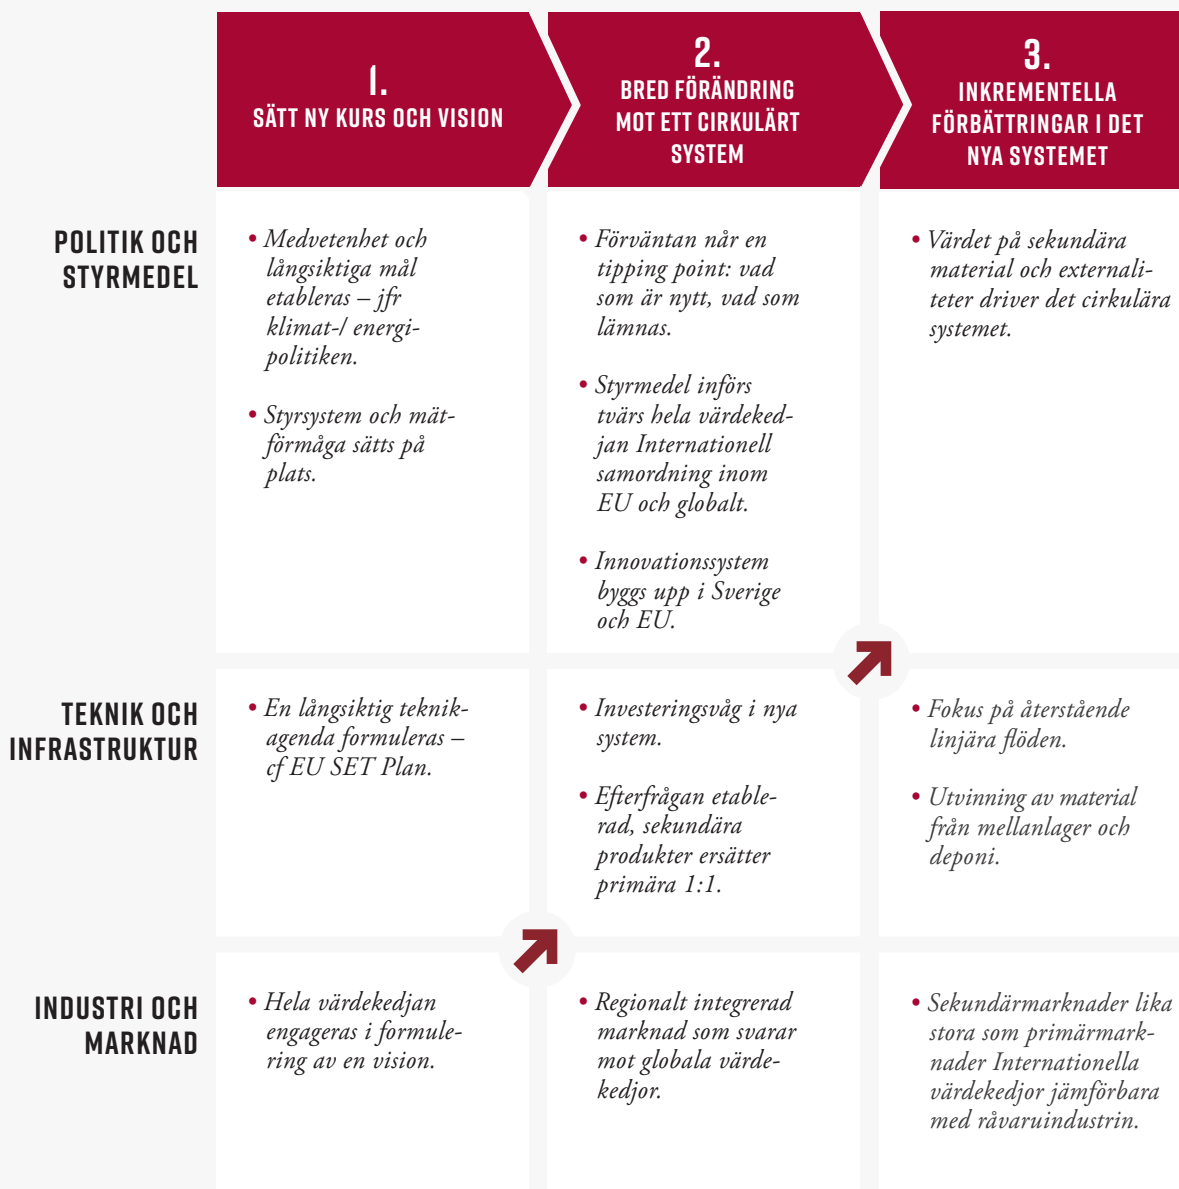 1.
SÄTT NY KURS OCH VISION
2.
BRED FÖRÄNDRING
MOT ETT CIRKULÄRT
SYSTEM
3.
INKREMENTELLA
FÖRBÄTTRINGAR I DET
NYA SYSTEMET
POLITIK OCH
STYRMEDEL
• Medvetenhet och
långsiktiga mål
etableras – jfr
klimat-/ energi-
politiken.
• Styrsystem och mät-
förmåga sätts på
plats.
• Förväntan når en
tipping point: vad
som är nytt, vad som
lämnas.
• Styrmedel införs
tvärs hela värdeked-
jan Internationell
samordning inom
EU och globalt.
• Innovationssystem
byggs upp i Sverige
och EU.
• Värdet på sekundära
material och externali-
teter driver det cirkulära
systemet.
TEKNIK OCH
INFRASTRUKTUR
• En långsiktig teknik-
agenda formuleras –
cf EU SET Plan.
• Investeringsvåg i nya
system.
• Efterfrågan etable-
rad, sekundära
produkter ersätter
primära 1:1.
• Fokus på återstående
linjära flöden.
• Utvinning av material
från mellanlager och
deponi.
INDUSTRI OCH
MARKNAD
• Hela värdekedjan
engageras i formule-
ring av en vision.
• Regionalt integrerad
marknad som svarar
mot globala värde-
kedjor.
• Sekundärmarknader lika
stora som primärmark-
nader Internationella
värdekedjor jämförbara
med råvaruindustrin.